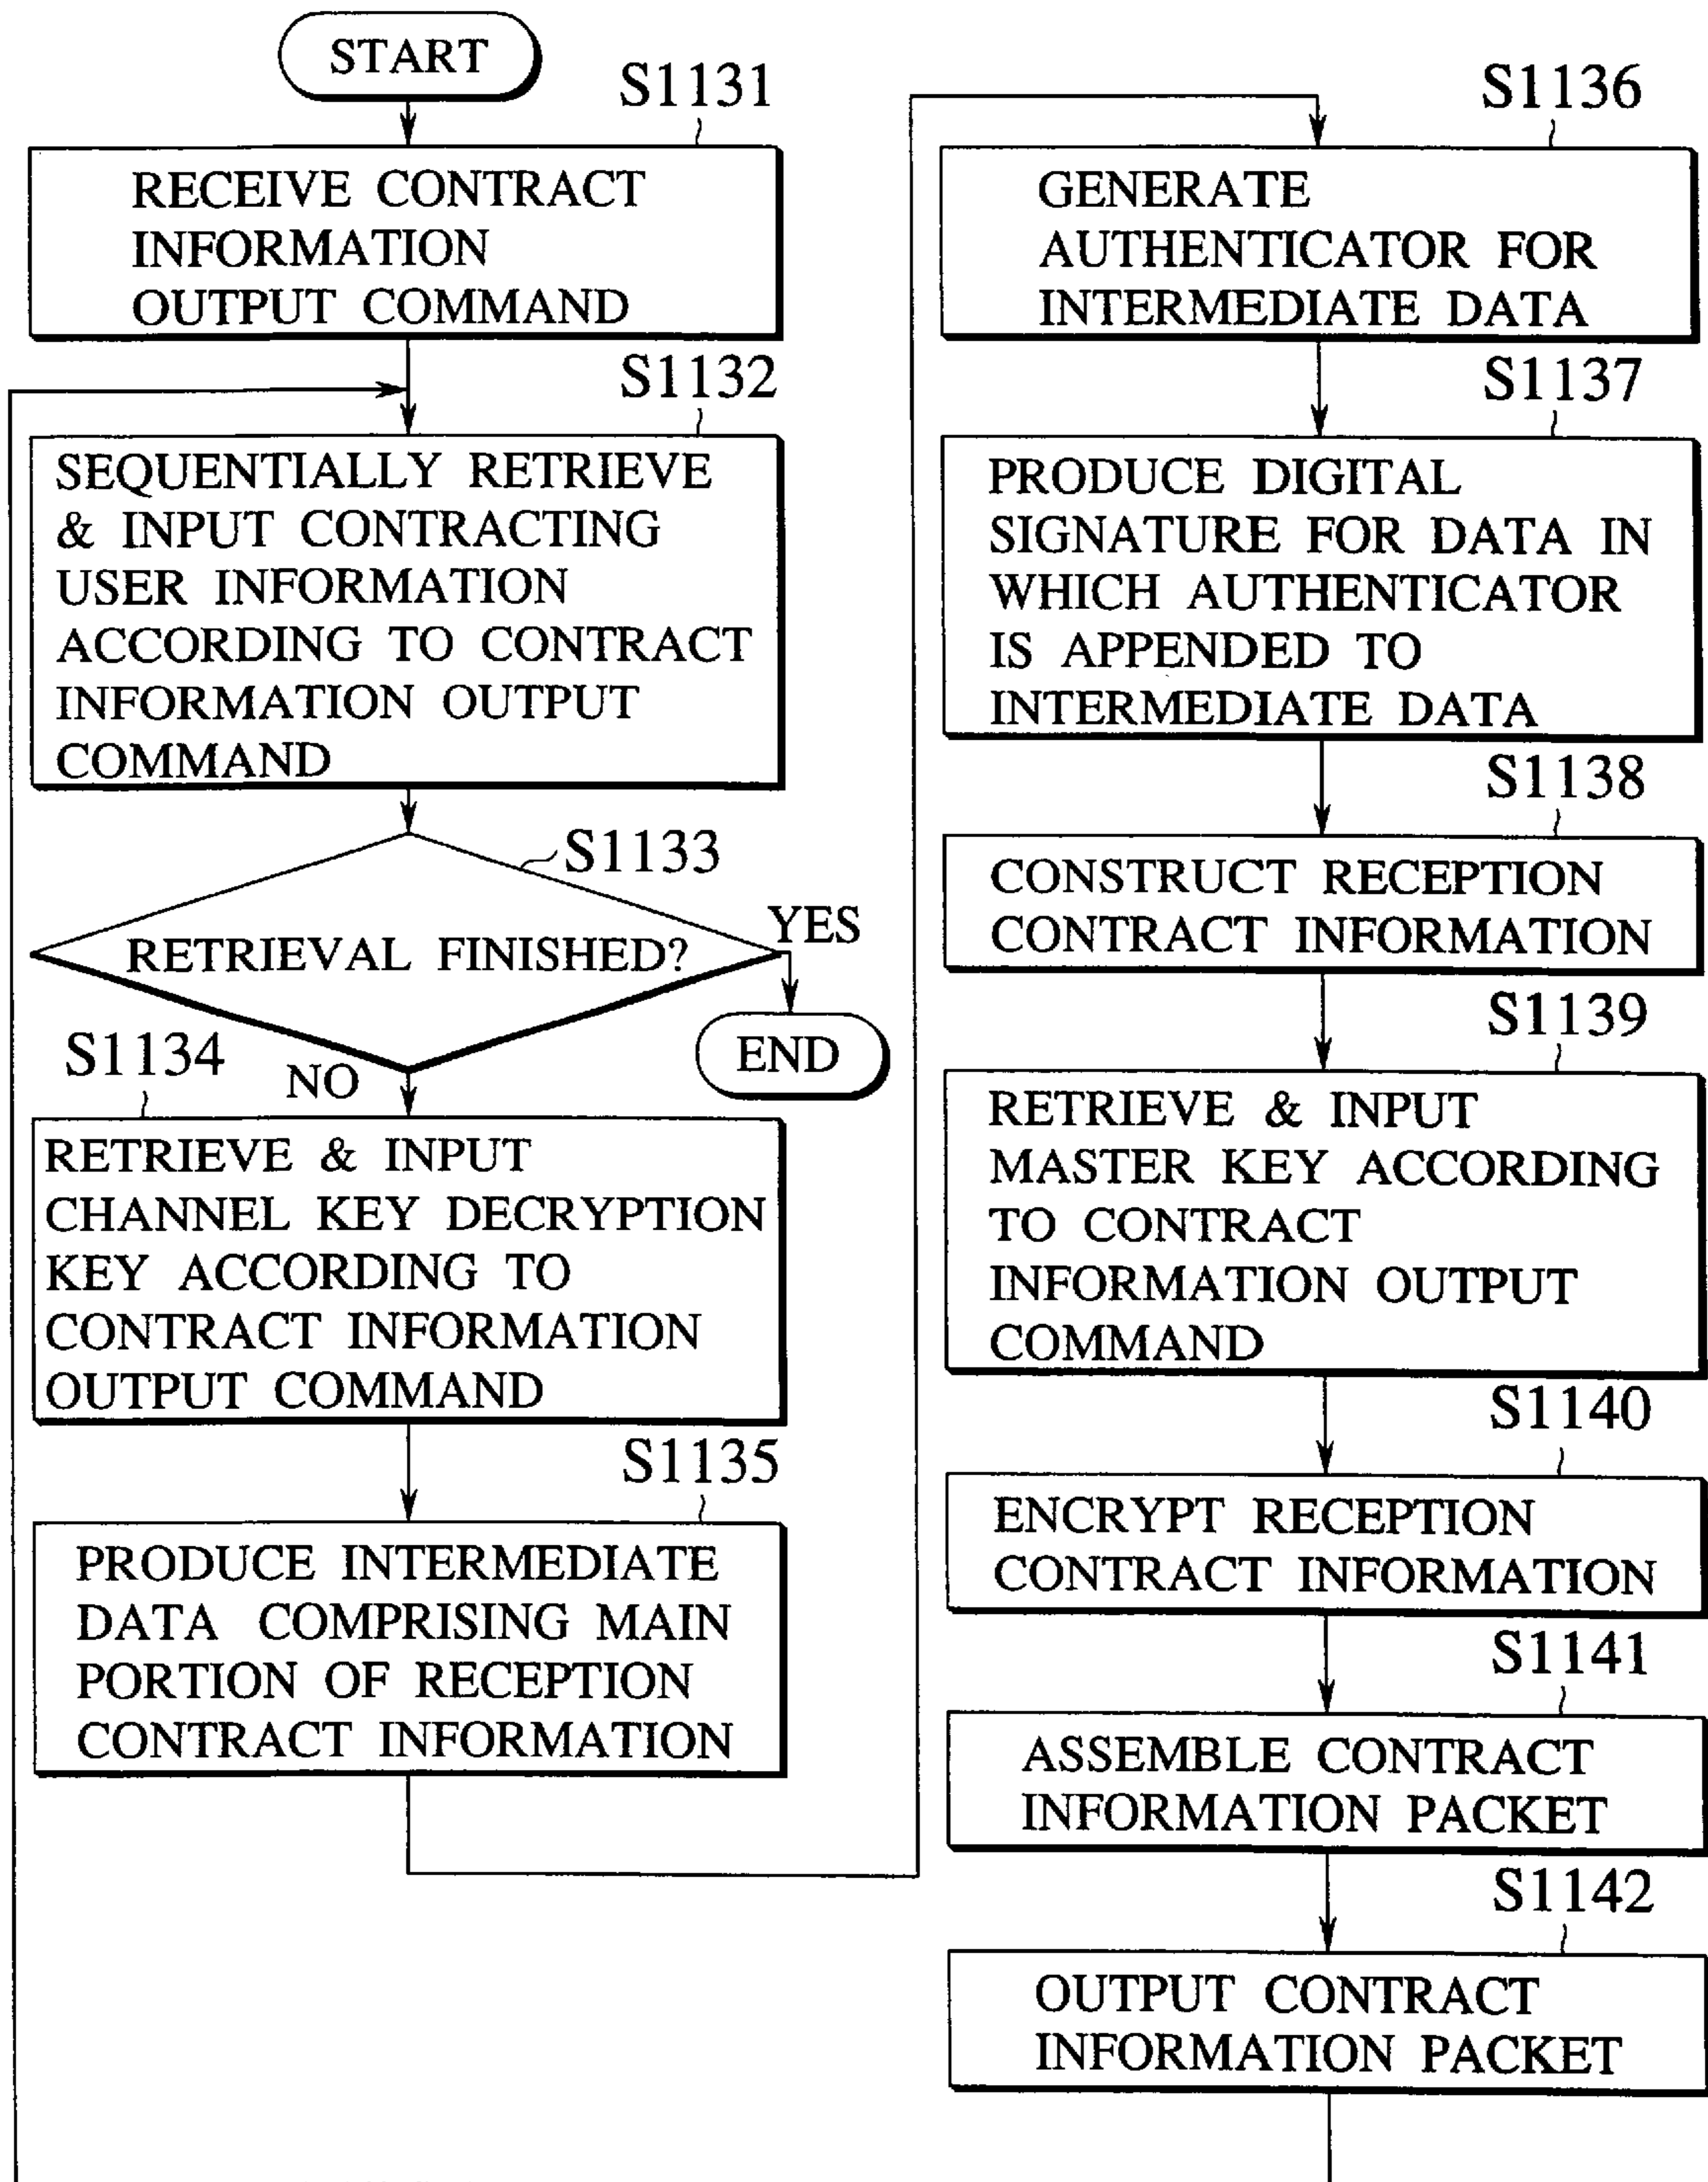 START
S1131
RECEIVE CONTRACT
INFORMATION
OUTPUT COMMAND
S1132
SEQUENTIALLY RETRIEVE
& INPUT CONTRACTING
USER INFORMATION
ACCORDING TO CONTRACT
INFORMATION OUTPUT
COMMAND
S1133
RETRIEVAL FINISHED?
YES
END
NO
S1134
RETRIEVE & INPUT
CHANNEL KEY DECRYPTION
KEY ACCORDING TO
CONTRACT INFORMATION
OUTPUT COMMAND
S1135
PRODUCE INTERMEDIATE
DATA COMPRISING MAIN
PORTION OF RECEPTION
CONTRACT INFORMATION
S1136
GENERATE
AUTHENTICATOR FOR
INTERMEDIATE DATA
S1137
PRODUCE DIGITAL
SIGNATURE FOR DATA IN
WHICH AUTHENTICATOR
IS APPENDED TO
INTERMEDIATE DATA
S1138
CONSTRUCT RECEPTION
CONTRACT INFORMATION
S1139
RETRIEVE & INPUT
MASTER KEY ACCORDING
TO CONTRACT
INFORMATION OUTPUT
COMMAND
S1140
ENCRYPT RECEPTION
CONTRACT INFORMATION
S1141
ASSEMBLE CONTRACT
INFORMATION PACKET
S1142
OUTPUT CONTRACT
INFORMATION PACKET